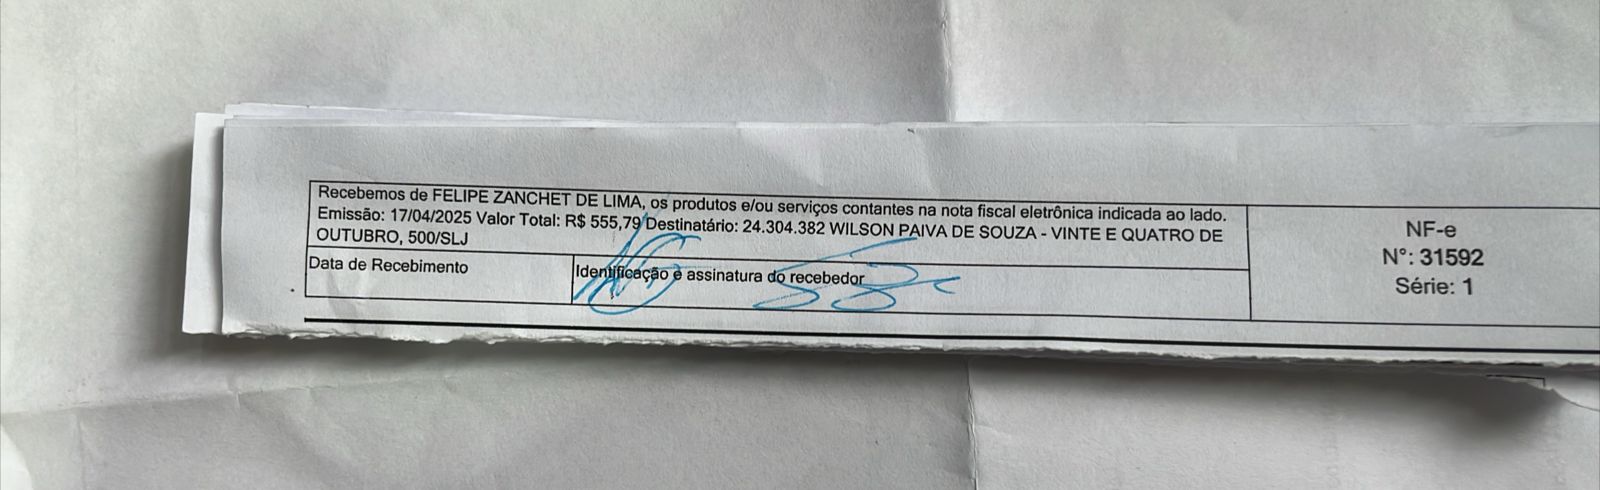 Recebemos de FELIPE ZANCHET DE LIMA, os produtos e/ou serviços contantes na nota fiscal eletrônica indicada ao lado.
Emissão: 17/04/2025 Valor Total: R$ 555,79 Destinatário: 24.304.382 WILSON PAIVA DE SOUZA - VINTE E QUATRO DE
OUTUBRO, 500/SLJ
Data de Recebimento
Identificação e assinatura do recebedor
NF-e
N°: 31592
Série: 1